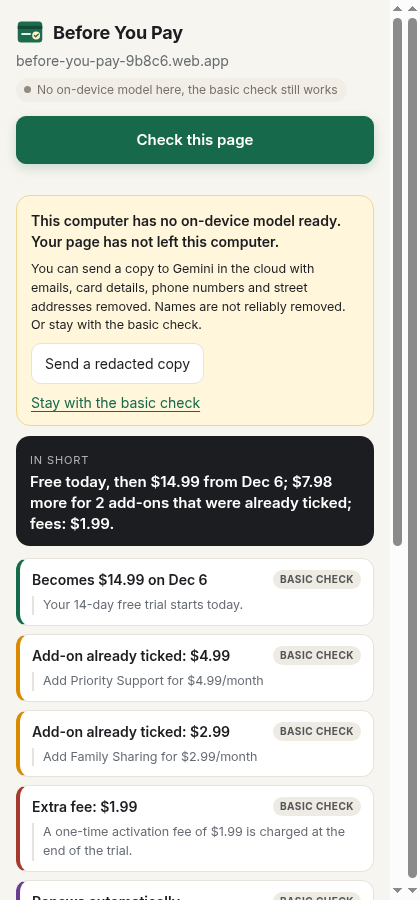 Before You Pay
before-you-pay-9b8c6.web.app
No on-device model here, the basic check still works
Check this page
This computer has no on-device model ready.
Your page has not left this computer.
You can send a copy to Gemini in the cloud with
emails, card details, phone numbers and street
addresses removed. Names are not reliably removed.
Or stay with the basic check.
Send a redacted copy
Stay with the basic check
IN SHORT
Free today, then $14.99 from Dec 6; $7.98
more for 2 add-ons that were already ticked;
fees: $1.99.
Becomes $14.99 on Dec 6
BASIC CHECK
Your 14-day free trial starts today.
Add-on already ticked: $4.99
BASIC CHECK
Add Priority Support for $4.99/month
Add-on already ticked: $2.99
BASIC CHECK
Add Family Sharing for $2.99/month
Extra fee: $1.99
BASIC CHECK
A one-time activation fee of $1.99 is charged at the
end of the trial.
Renews automatically
BASIC CHECK